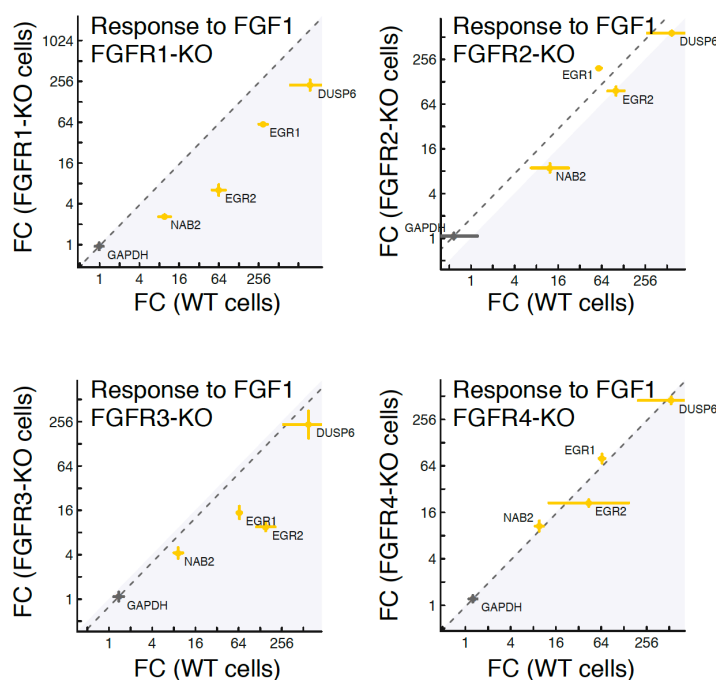 Response to FGF1
FGFR1-KO
FC (FGFR1-KO cells)
1024
256
64
16
4
1
DUSP6
EGR1
EGR2
NAB2
GAPDH
1 4 16 64 256
FC (WT cells)
Response to FGF1
FGFR2-KO
FC (FGFR2-KO cells)
256
64
16
4
1
DUSP6
EGR1
EGR2
NAB2
GAPDH
1 4 16 64 256
FC (WT cells)
Response to FGF1
FGFR3-KO
FC (FGFR3-KO cells)
256
64
16
4
1
DUSP6
EGR1
EGR2
NAB2
GAPDH
1 4 16 64 256
FC (WT cells)
Response to FGF1
FGFR4-KO
FC (FGFR4-KO cells)
256
64
16
4
1
DUSP6
EGR1
NAB2
EGR2
GAPDH
1 4 16 64 256
FC (WT cells)